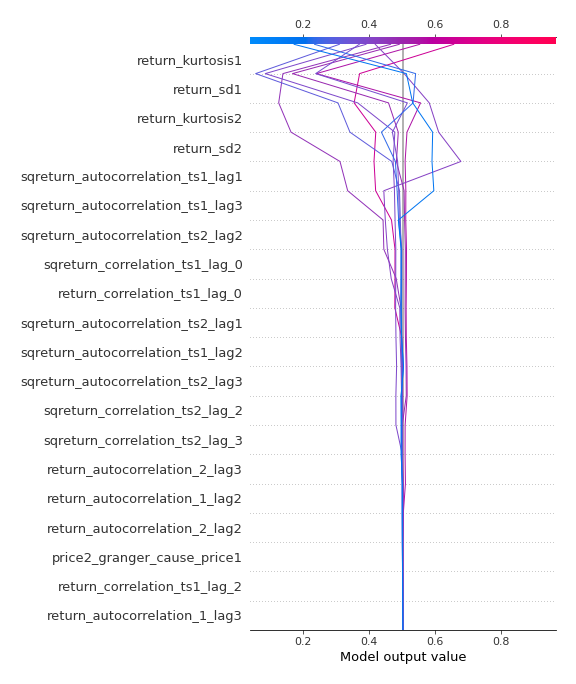 0.2 0.4 0.6 0.8
return_kurtosis1
return_sd1
return_kurtosis2
return_sd2
sqreturn_autocorrelation_ts1_lag1
sqreturn_autocorrelation_ts1_lag3
sqreturn_autocorrelation_ts2_lag2
sqreturn_correlation_ts1_lag_0
return_correlation_ts1_lag_0
sqreturn_autocorrelation_ts2_lag1
sqreturn_autocorrelation_ts1_lag2
sqreturn_autocorrelation_ts2_lag3
sqreturn_correlation_ts2_lag_2
sqreturn_correlation_ts2_lag_3
return_autocorrelation_2_lag3
return_autocorrelation_1_lag2
return_autocorrelation_2_lag2
price2_granger_cause_price1
return_correlation_ts1_lag_2
return_autocorrelation_1_lag3
0.2 0.4 0.6 0.8
Model output value